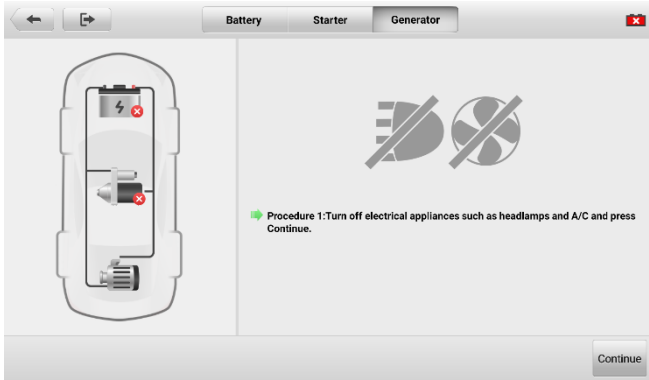 Battery Starter Generator
Procedure 1:Turn off electrical appliances such as headlamps and A/C and press
Continue.
Continue